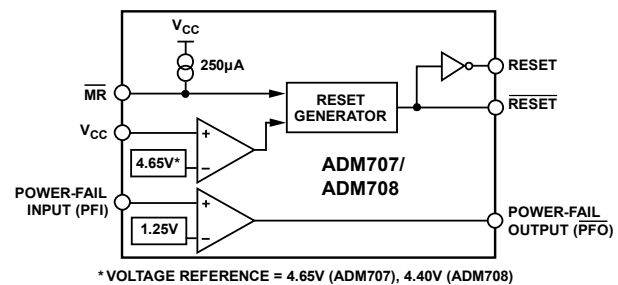 VCC
250μA
MR
RESET
RESET
GENERATOR
RESET
VCC
+
4.65V*
−
ADM707/
ADM708
POWER-FAIL
INPUT (PFI)
+
1.25V
−
POWER-FAIL
OUTPUT (PFO)
* VOLTAGE REFERENCE = 4.65V (ADM707), 4.40V (ADM708)